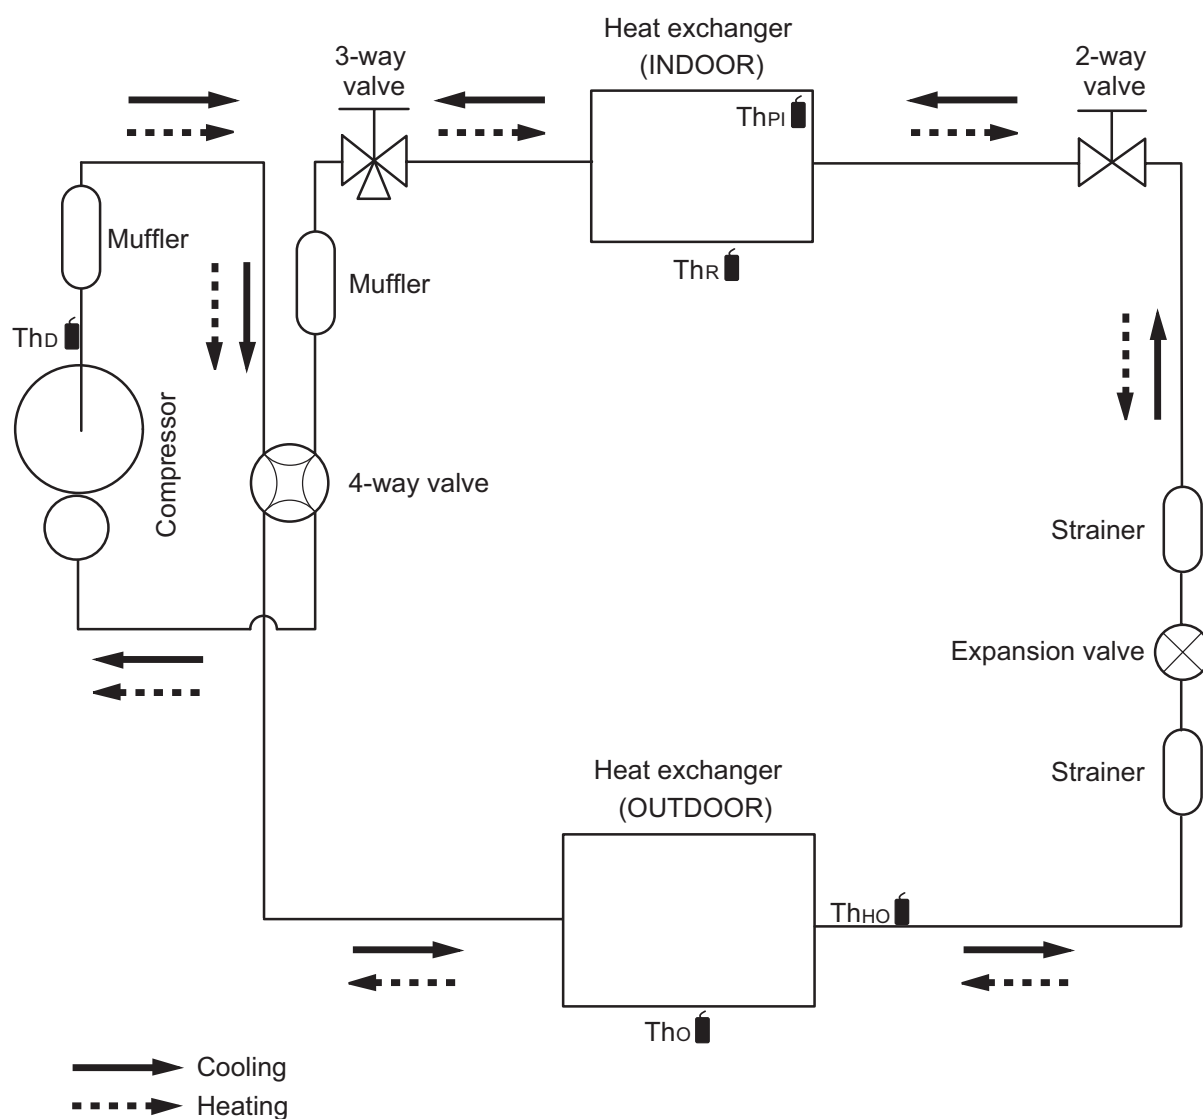 Heat exchanger
(INDOOR)
3-way
valve
2-way
valve
ThPI
Muffler
ThR
Muffler
ThD
Compressor
4-way valve
Strainer
Expansion valve
Heat exchanger
(OUTDOOR)
Strainer
ThHO
ThO
Cooling
Heating